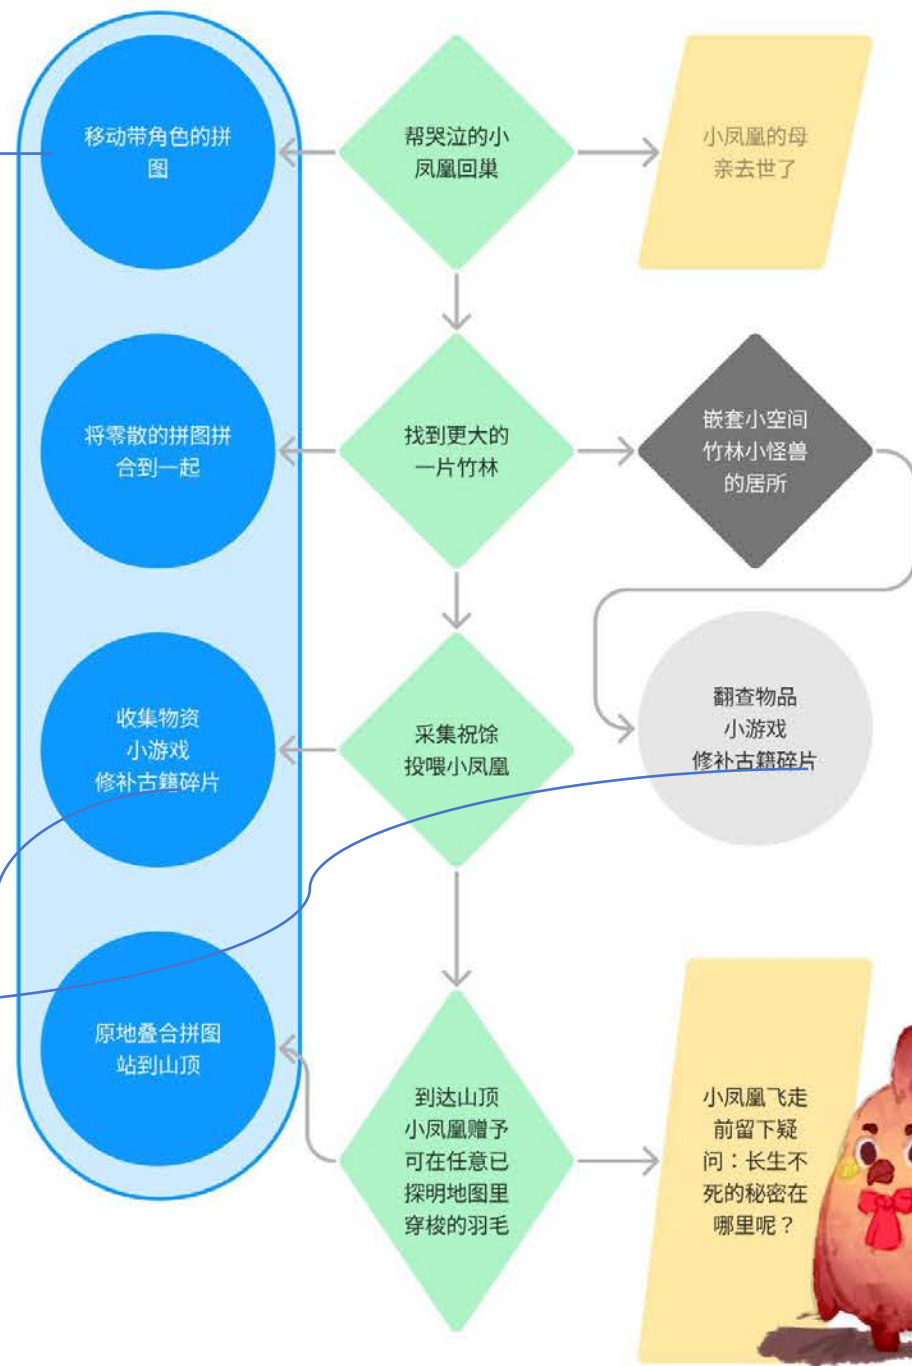 移动带角色的拼
图
帮哭泣的小
凤凰回巢
小凤凰的母
亲去世了
将零散的拼图拼
合到一起
找到更大的
一片竹林
嵌套小空间
竹林小怪兽
的居所
收集物资
小游戏
修补古籍碎片
采集祝馀
投喂小凤凰
翻查物品
小游戏
修补古籍碎片
原地叠合拼图
站到山顶
到达山顶
小凤凰赠予
可在任意已
探明地图里
穿梭的羽毛
小凤凰飞走
前留下疑
问：长生不
死的秘密在
哪里呢？